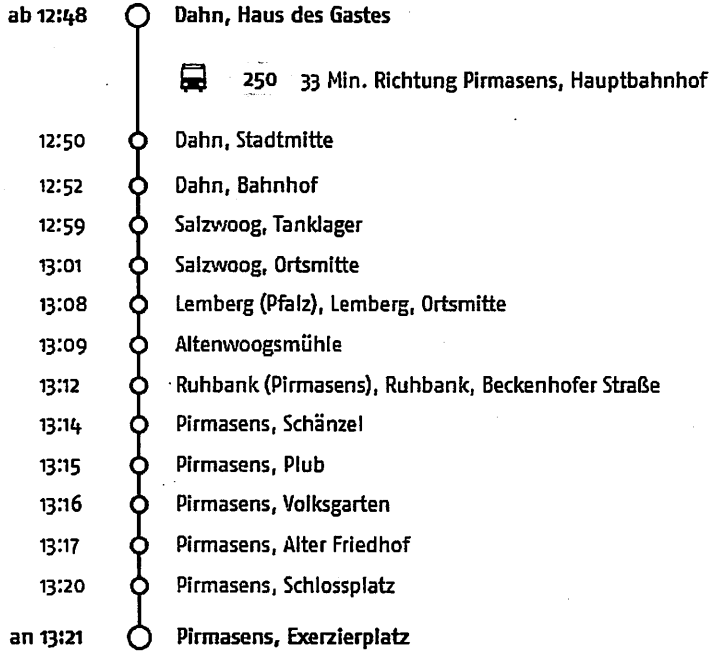 ab 12:48 Dahn, Haus des Gastes
250 33 Min. Richtung Pirmasens, Hauptbahnhof
12:50 Dahn, Stadtmitte
12:52 Dahn, Bahnhof
12:59 Salzwoog, Tanklager
13:01 Salzwoog, Ortsmitte
13:08 Lemberg (Pfalz), Lemberg, Ortsmitte
13:09 Altenwoogsmühle
13:12 Ruhbank (Pirmasens), Ruhbank, Beckenhofer Straße
13:14 Pirmasens, Schänzel
13:15 Pirmasens, Plub
13:16 Pirmasens, Volksgarten
13:17 Pirmasens, Alter Friedhof
13:20 Pirmasens, Schlossplatz
an 13:21 Pirmasens, Exerzierplatz